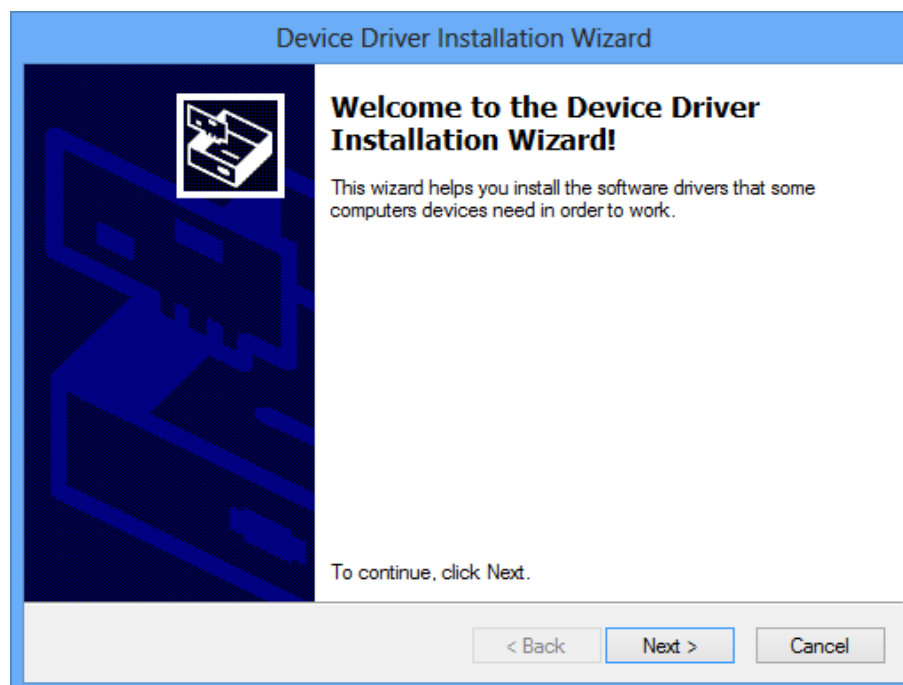 Device Driver Installation Wizard
Welcome to the Device Driver
Installation Wizard!
This wizard helps you install the software drivers that some
computers devices need in order to work.
To continue, click Next.
< Back
Next >
Cancel